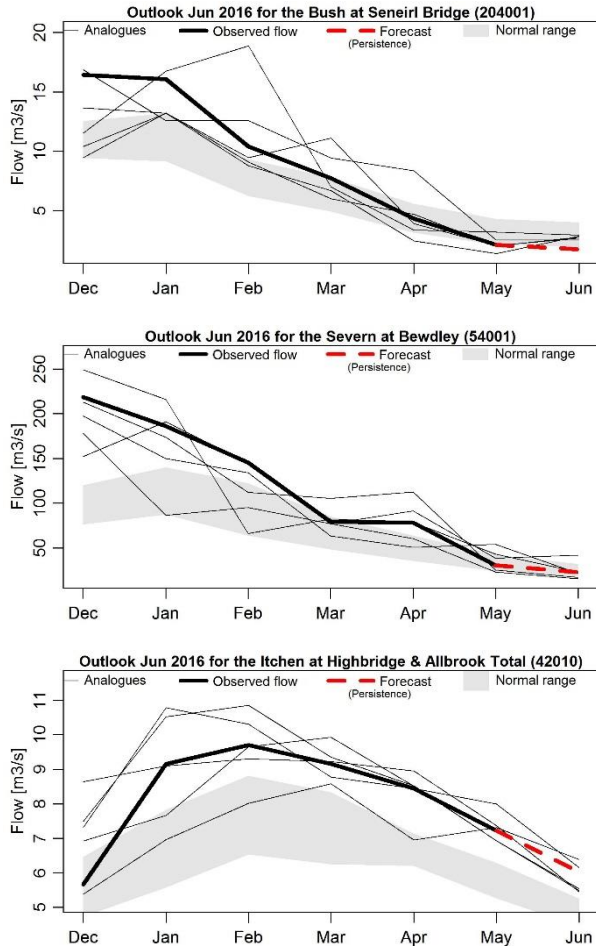 Outlook Jun 2016 for the Bush at Seneirl Bridge (204001)
Analogues Observed flow Forecast Normal range
(Persistence)
Flow [m3/s]
20
15
10
5
Dec Jan Feb Mar Apr May Jun
Outlook Jun 2016 for the Severn at Bewdley (54001)
Analogues Observed flow Forecast Normal range
(Persistence)
Flow [m3/s]
250
200
150
100
50
Dec Jan Feb Mar Apr May Jun
Outlook Jun 2016 for the Itchen at Highbridge & Allbrook Total (42010)
Analogues Observed flow Forecast Normal range
(Persistence)
Flow [m3/s]
11
10
9
8
7
6
5
Dec Jan Feb Mar Apr May Jun